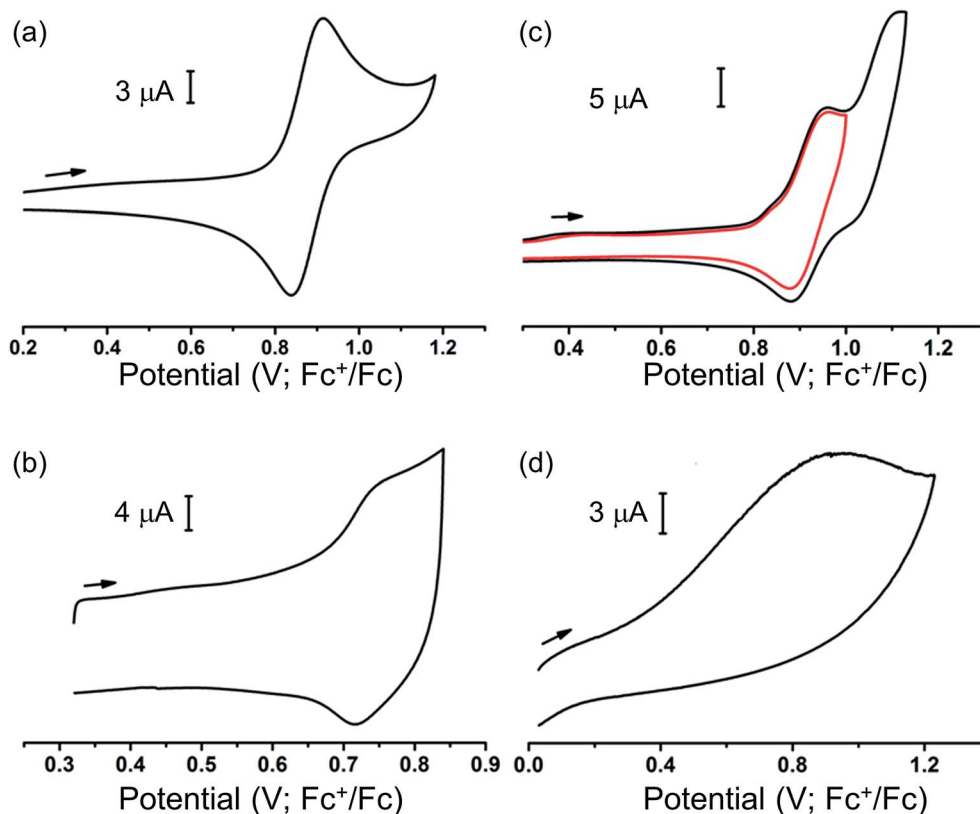 (a)
3 μA
0.2 0.4 0.6 0.8 1.0 1.2
Potential (V; Fc⁺/Fc)
(c)
5 μA
0.4 0.6 0.8 1.0 1.2
Potential (V; Fc⁺/Fc)
(b)
4 μA
0.3 0.4 0.5 0.6 0.7 0.8 0.9
Potential (V; Fc⁺/Fc)
(d)
3 μA
0.0 0.4 0.8 1.2
Potential (V; Fc⁺/Fc)